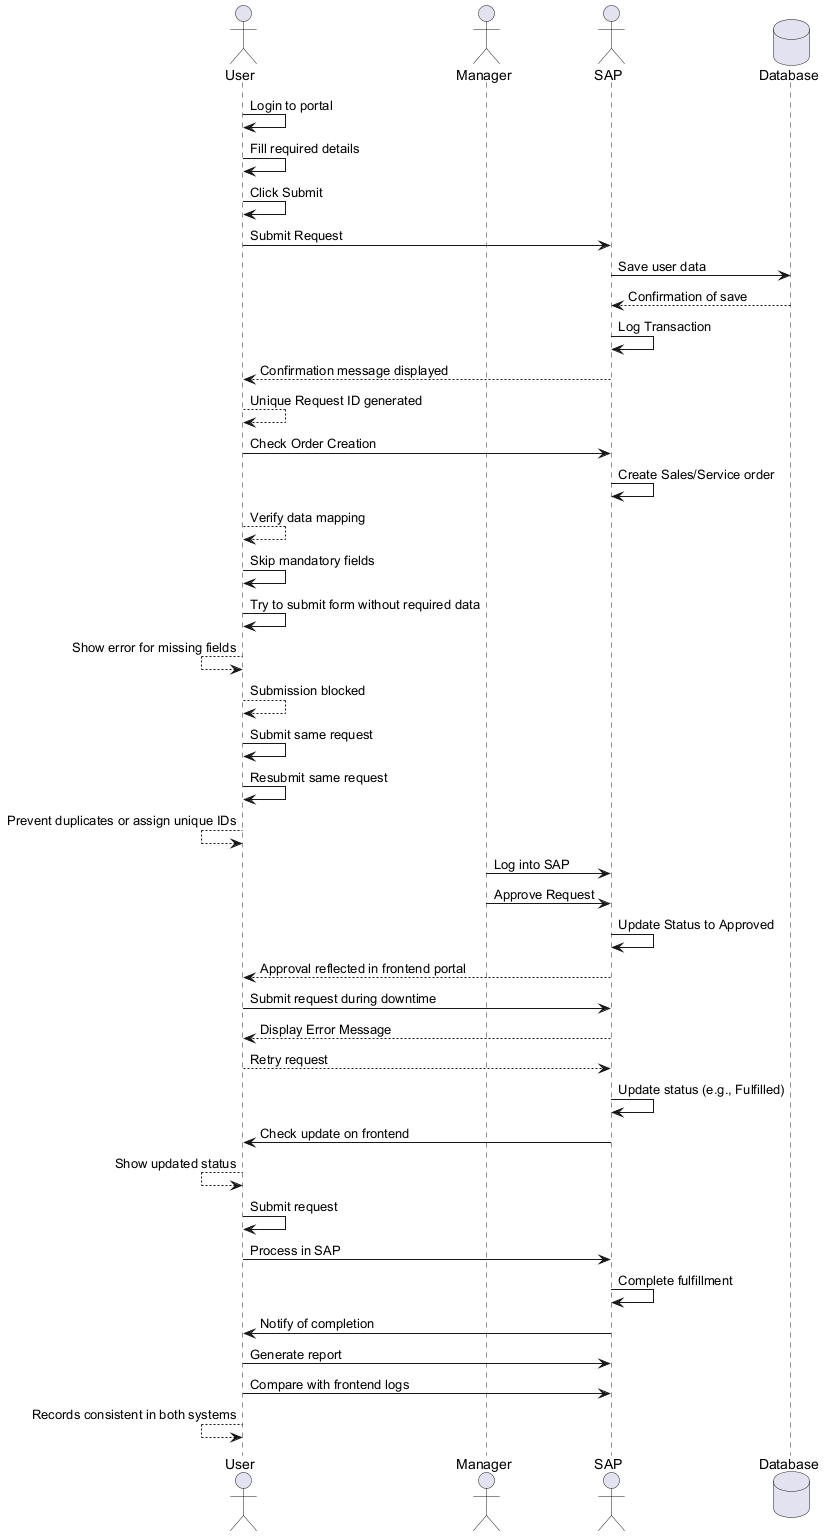 User
Manager
SAP
Database
Login to portal
Fill required details
Click Submit
Submit Request
Save user data
Confirmation of save
Log Transaction
Confirmation message displayed
Unique Request ID generated
Check Order Creation
Create Sales/Service order
Verify data mapping
Skip mandatory fields
Try to submit form without required data
Show error for missing fields
Submission blocked
Submit same request
Resubmit same request
Prevent duplicates or assign unique IDs
Log into SAP
Approve Request
Update Status to Approved
Approval reflected in frontend portal
Submit request during downtime
Display Error Message
Retry request
Update status (e.g., Fulfilled)
Check update on frontend
Show updated status
Submit request
Process in SAP
Complete fulfillment
Notify of completion
Generate report
Compare with frontend logs
Records consistent in both systems
User
Manager
SAP
Database